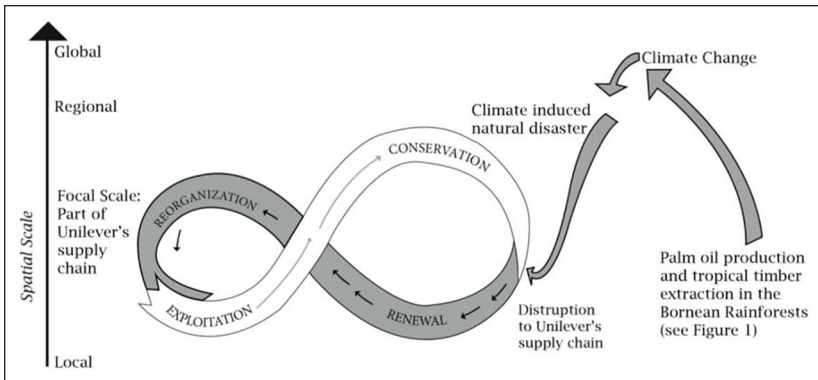 Global
Climate Change
Regional
Climate induced
natural disaster
CONSERVATION
Focal Scale:
Part of
Unilever's
supply
chain
REORGANIZATION
Spatial Scale
Palm oil production
and tropical timber
extraction in the
Bornean Rainforests
(see Figure 1)
EXPLOITATION
RENEWAL
Distruption
to Unilever's
supply chain
Local